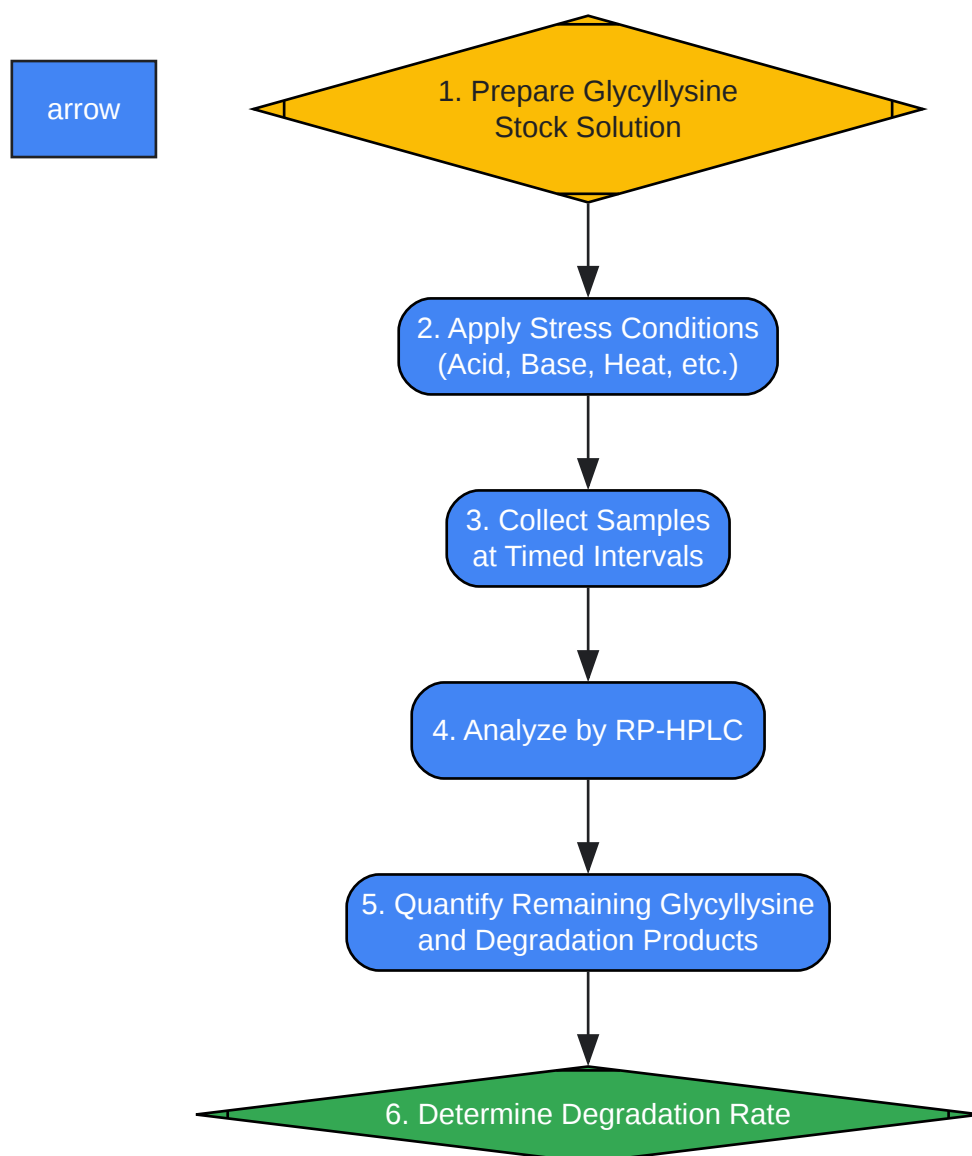 arrow
1. Prepare Glycyllysine
Stock Solution
2. Apply Stress Conditions
(Acid, Base, Heat, etc.)
3. Collect Samples
at Timed Intervals
4. Analyze by RP-HPLC
5. Quantify Remaining Glycyllysine
and Degradation Products
6. Determine Degradation Rate